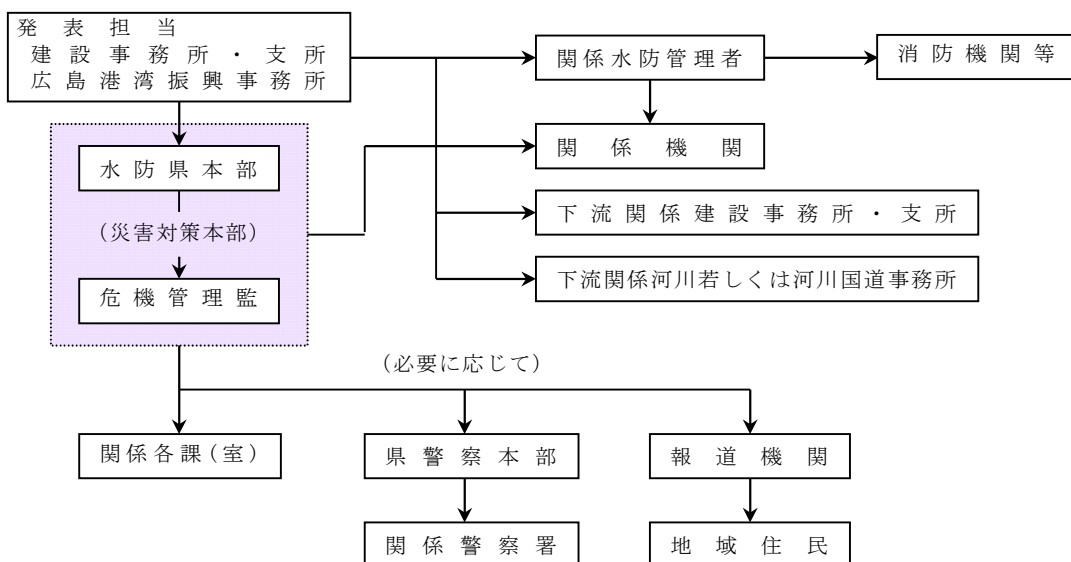 発表担当
建設事務所・支所
広島港湾振興事務所
関係水防管理者
消防機関等
水防県本部
関係機関
(災害対策本部)
下流関係建設事務所・支所
危機管理監
下流関係河川若しくは河川国道事務所
(必要に応じて)
関係各課(室)
県警察本部
報道機関
関係警察署
地域住民